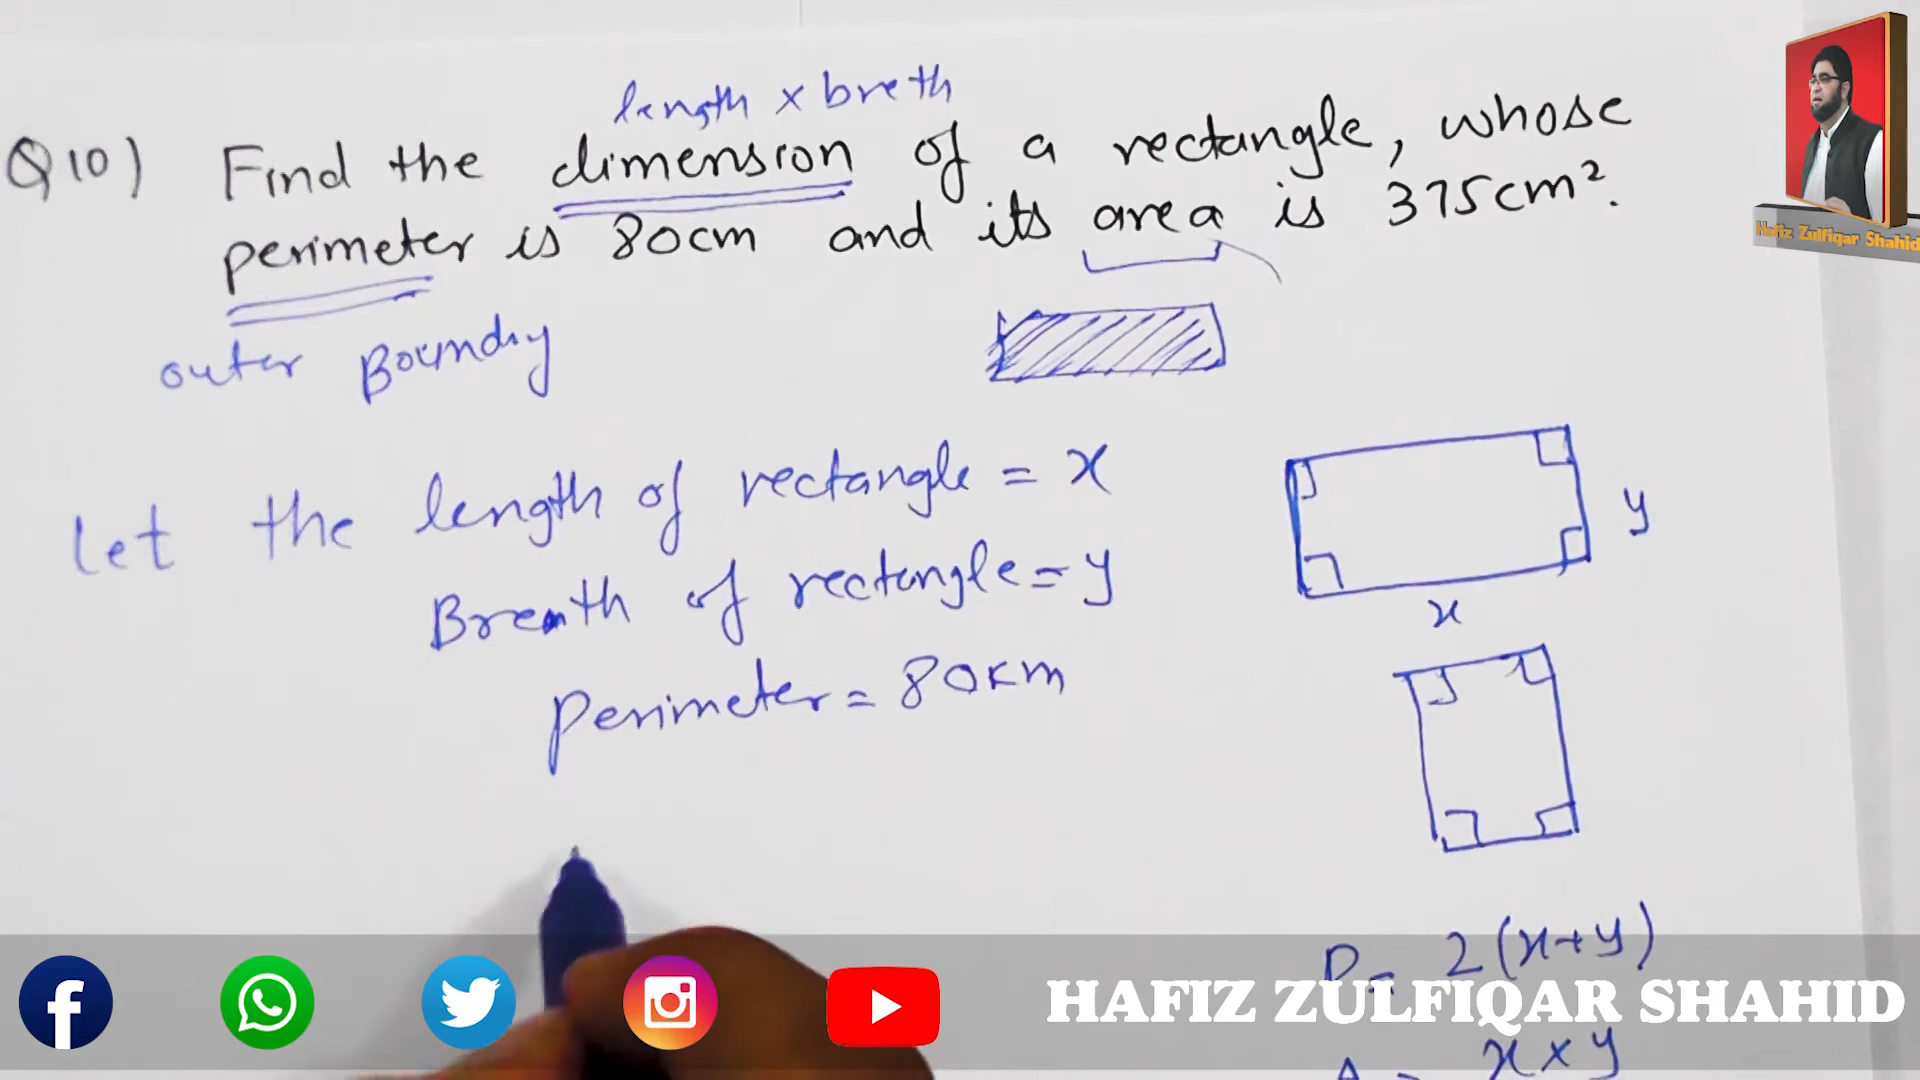 length x breth
Q10) Find the dimension of a rectangle, whose
perimeter is 80cm and its area is 375cm².
outer Boundry
Let the length of rectangle = x
Breath of rectangle = y
y
x
perimeter = 80cm
P = 2(x+y)
A = x x y
Hafiz Zulfiqar Shahid
HAFIZ ZULFIQAR SHAHID